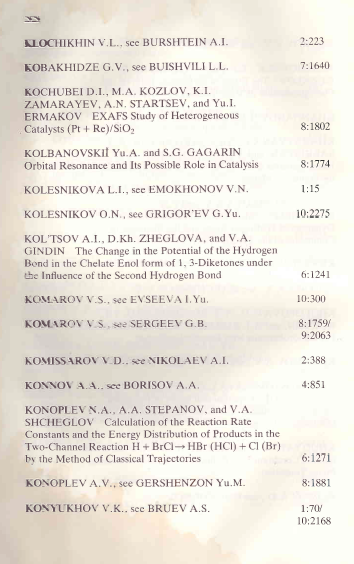 KLOCHIKHIN V.L., see BURSHTEIN A.I. 2:223
KOBAKHIDZE G.V., see BUISHVILI L.L. 7:1640
KOCHUBEI D.I., M.A. KOZLOV, K.I.
ZAMARAYEV, A.N. STARTSEV, and Yu.I.
ERMAKOV EXAFS Study of Heterogeneous
Catalysts (Pt + Re)/SiO₂ 8:1802
KOLBANOVSKIĬ Yu.A. and S.G. GAGARIN
Orbital Resonance and Its Possible Role in Catalysis 8:1774
KOLESNIKOVA L.I., see EMOKHONOV V.N. 1:15
KOLESNIKOV O.N., see GRIGOR'EV G.Yu. 10:2275
KOL'TSOV A.I., D.Kh. ZHEGLOVA, and V.A.
GINDIN The Change in the Potential of the Hydrogen
Bond in the Chelate Enol form of 1, 3-Diketones under
the Influence of the Second Hydrogen Bond 6:1241
KOMAROV V.S., see EVSEEVA I.Yu. 10:300
KOMAROV V.S., see SERGEEV G.B. 8:1759/
9:2063
KOMISSAROV V.D., see NIKOLAEV A.I. 2:388
KONNOV A.A., see BORISOV A.A. 4:851
KONOPLEV N.A., A.A. STEPANOV, and V.A.
SHCHEGLOV Calculation of the Reaction Rate
Constants and the Energy Distribution of Products in the
Two-Channel Reaction H + BrCl → HBr (HCl) + Cl (Br)
by the Method of Classical Trajectories 6:1271
KONOPLEV A.V., see GERSHENZON Yu.M. 8:1881
KONYUKHOV V.K., see BRUEV A.S. 1:70/
10:2168